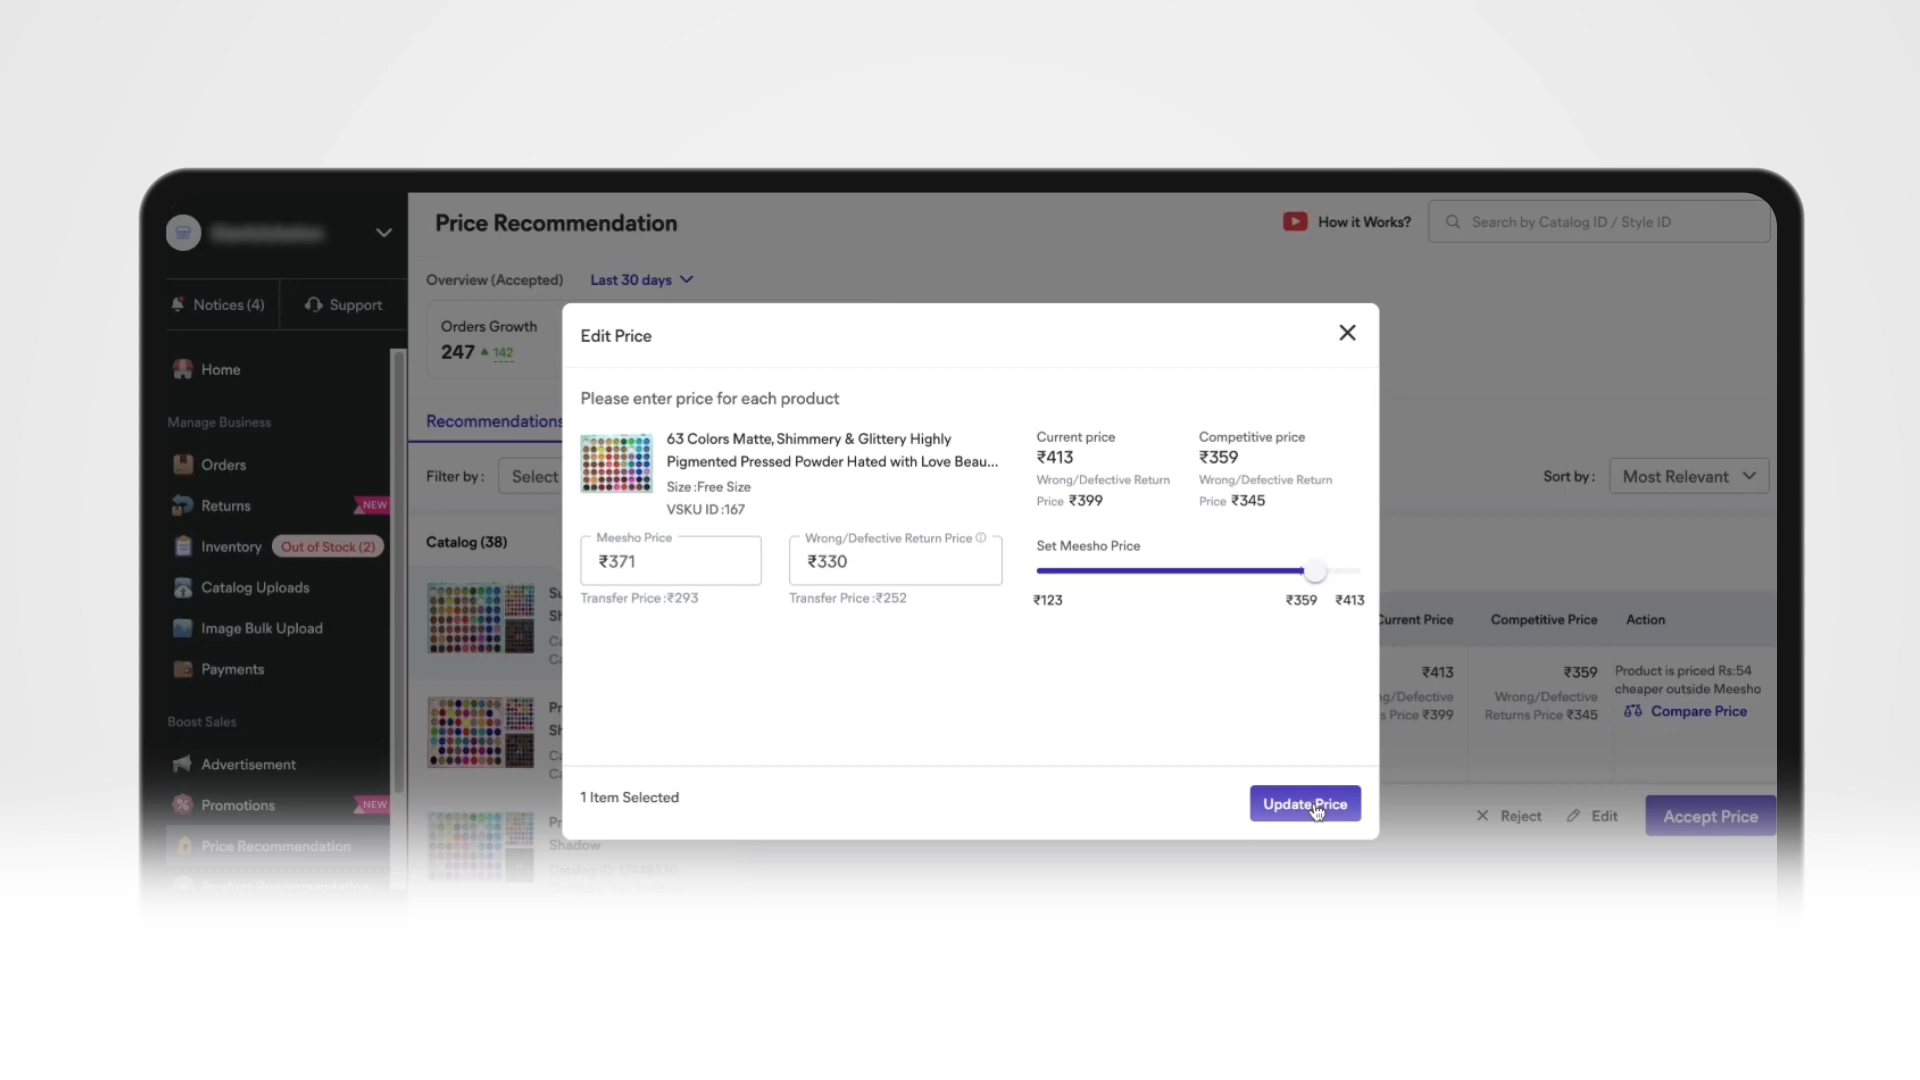 Price Recommendation
How it Works?
Search by Catalog ID / Style ID
Overview (Accepted)
Last 30 days
Notices (4)
Support
Orders Growth
247 142
Home
Manage Business
Orders
Returns
NEW
Inventory
Out of Stock (2)
Catalog Uploads
Image Bulk Upload
Payments
Boost Sales
Advertisement
Promotions
NEW
Price Recommendation
Product Recommendation
Recommendations
Filter by :
Select
Sort by :
Most Relevant
Catalog (38)
Edit Price
Please enter price for each product
63 Colors Matte, Shimmery & Glittery Highly
Pigmented Pressed Powder Hated with Love Beau...
Size :Free Size
VSKU ID :167
Current price
₹413
Wrong/Defective Return
Price ₹399
Competitive price
₹359
Wrong/Defective Return
Price ₹345
Meesho Price
₹371
Transfer Price :₹293
Wrong/Defective Return Price
₹330
Transfer Price :₹252
Set Meesho Price
₹123
₹359
₹413
1 Item Selected
Update Price
Current Price
Competitive Price
Action
₹413
₹359
Product is priced Rs:54
cheaper outside Meesho
ng/Defective
s Price ₹399
Wrong/Defective
Returns Price ₹345
Compare Price
Reject
Edit
Accept Price
Shadow